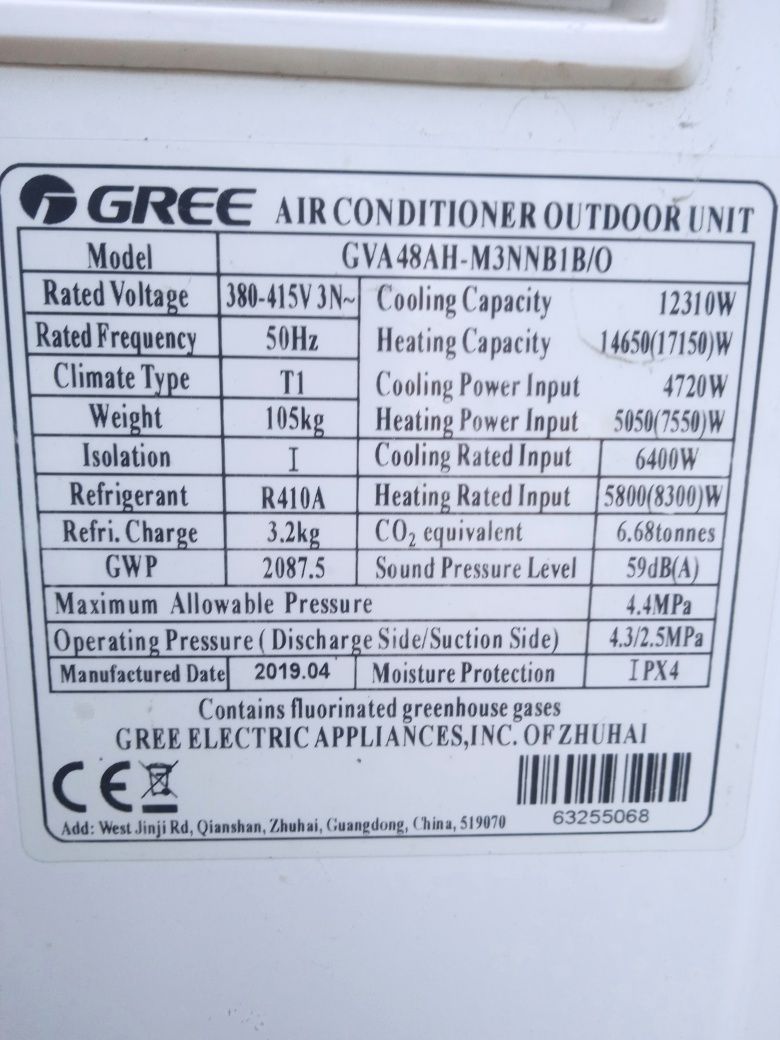 GREE AIR CONDITIONER OUTDOOR UNIT
Model GVA48AH-M3NNB1B/O
Rated Voltage 380-415V 3N~ Cooling Capacity 12310W
Rated Frequency 50Hz Heating Capacity 14650(17150)W
Climate Type T1 Cooling Power Input 4720W
Weight 105kg Heating Power Input 5050(7550)W
Isolation I Cooling Rated Input 6400W
Refrigerant R410A Heating Rated Input 5800(8300)W
Refri. Charge 3.2kg CO₂ equivalent 6.68tonnes
GWP 2087.5 Sound Pressure Level 59dB(A)
Maximum Allowable Pressure 4.4MPa
Operating Pressure ( Discharge Side/Suction Side) 4.3/2.5MPa
Manufactured Date 2019.04 Moisture Protection IPX4
Contains fluorinated greenhouse gases
GREE ELECTRIC APPLIANCES,INC. OF ZHUHAI
CE
63255068
Add: West Jinji Rd, Qianshan, Zhuhai, Guangdong, China, 519070